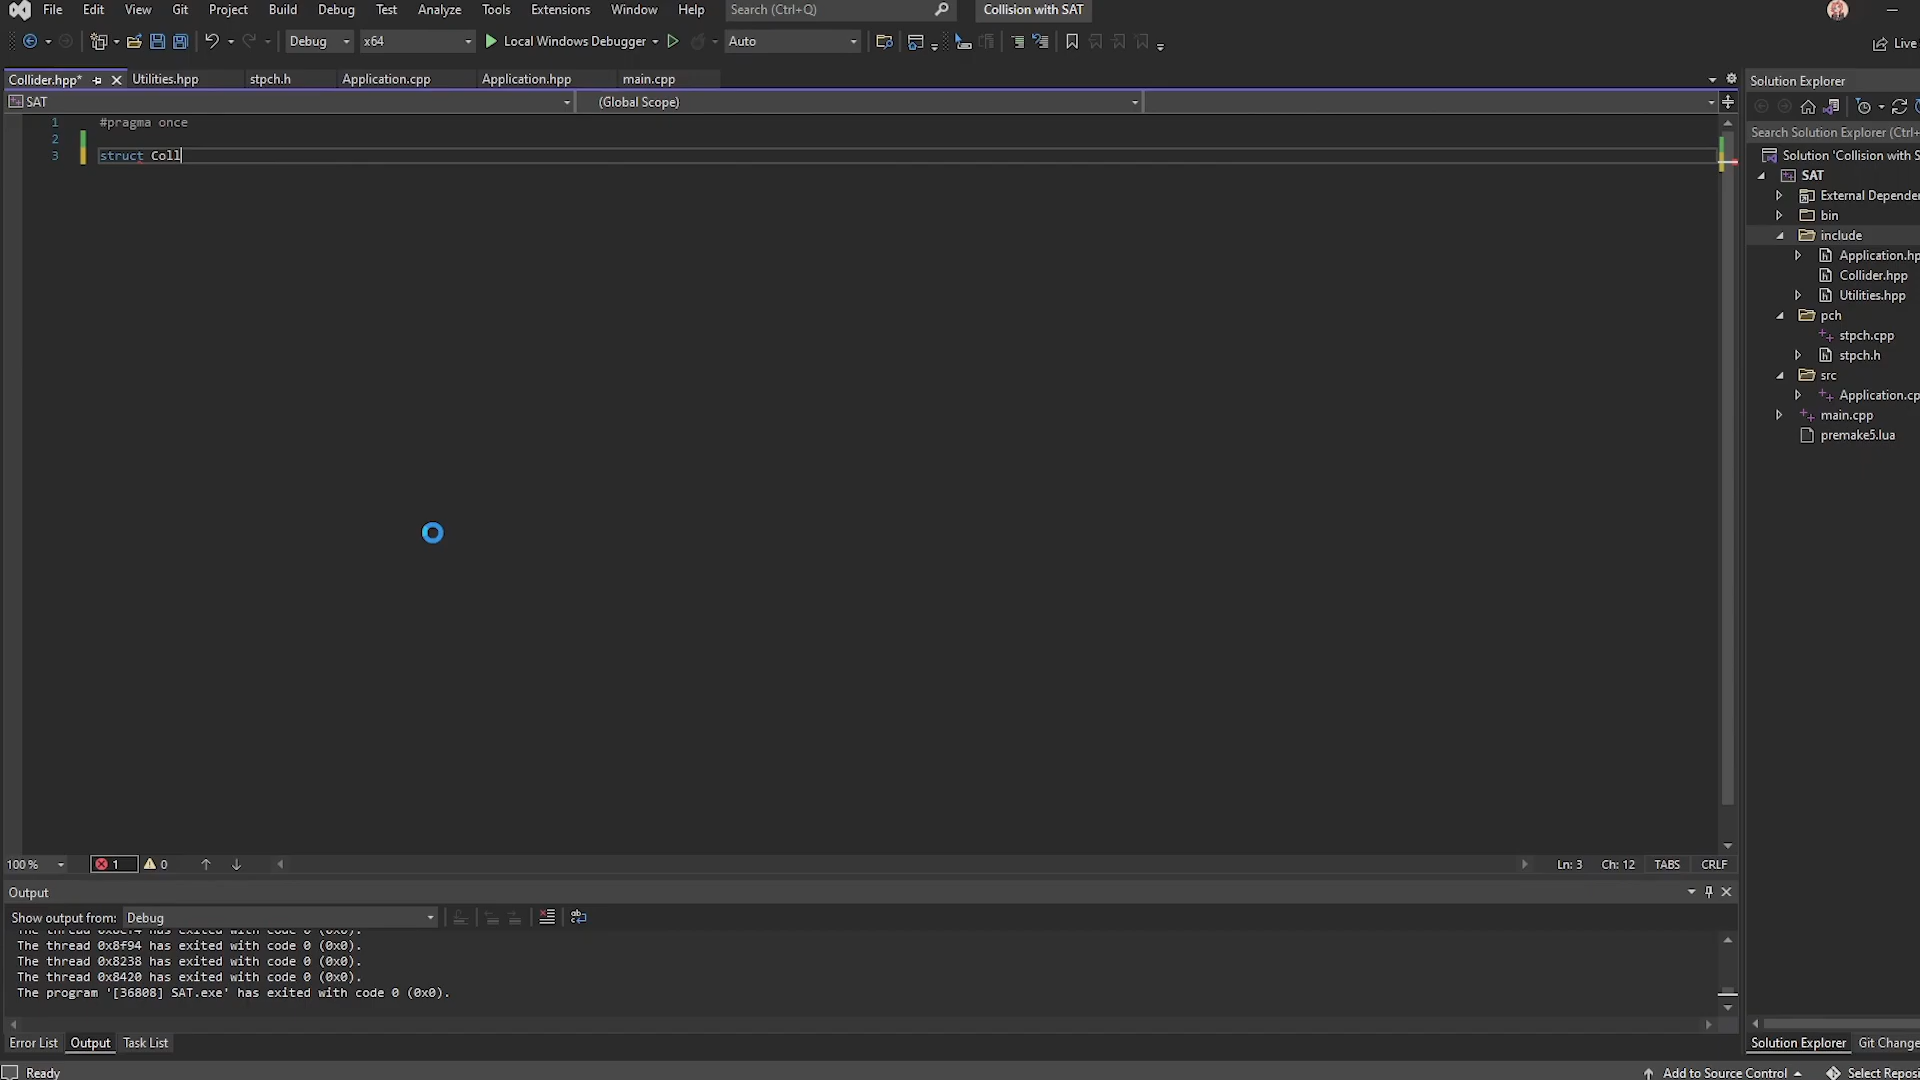 File Edit View Git Project Build Debug Test Analyze Tools Extensions Window Help Search (Ctrl+Q) Collision with SAT
Debug x64 Local Windows Debugger Auto Live
Collider.hpp* Utilities.hpp stpch.h Application.cpp Application.hpp main.cpp
SAT (Global Scope)
1 #pragma once
2
3 struct Coll
100 % 1 0 Ln: 3 Ch: 12 TABS CRLF
Output
Show output from: Debug
The thread 0x8f94 has exited with code 0 (0x0).
The thread 0x8238 has exited with code 0 (0x0).
The thread 0x8420 has exited with code 0 (0x0).
The program '[36808] SAT.exe' has exited with code 0 (0x0).
Error List Output Task List
Ready
Solution Explorer
Search Solution Explorer (Ctrl+
Solution 'Collision with S
SAT
External Depende
bin
include
Application.hp
Collider.hpp
Utilities.hpp
pch
stpch.cpp
stpch.h
src
Application.cp
main.cpp
premake5.lua
Solution Explorer Git Change
Add to Source Control Select Repos